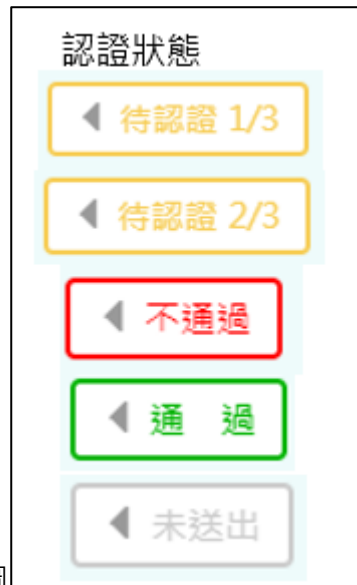 認證狀態
待認證 1/3
待認證 2/3
不通過
通　過
未送出